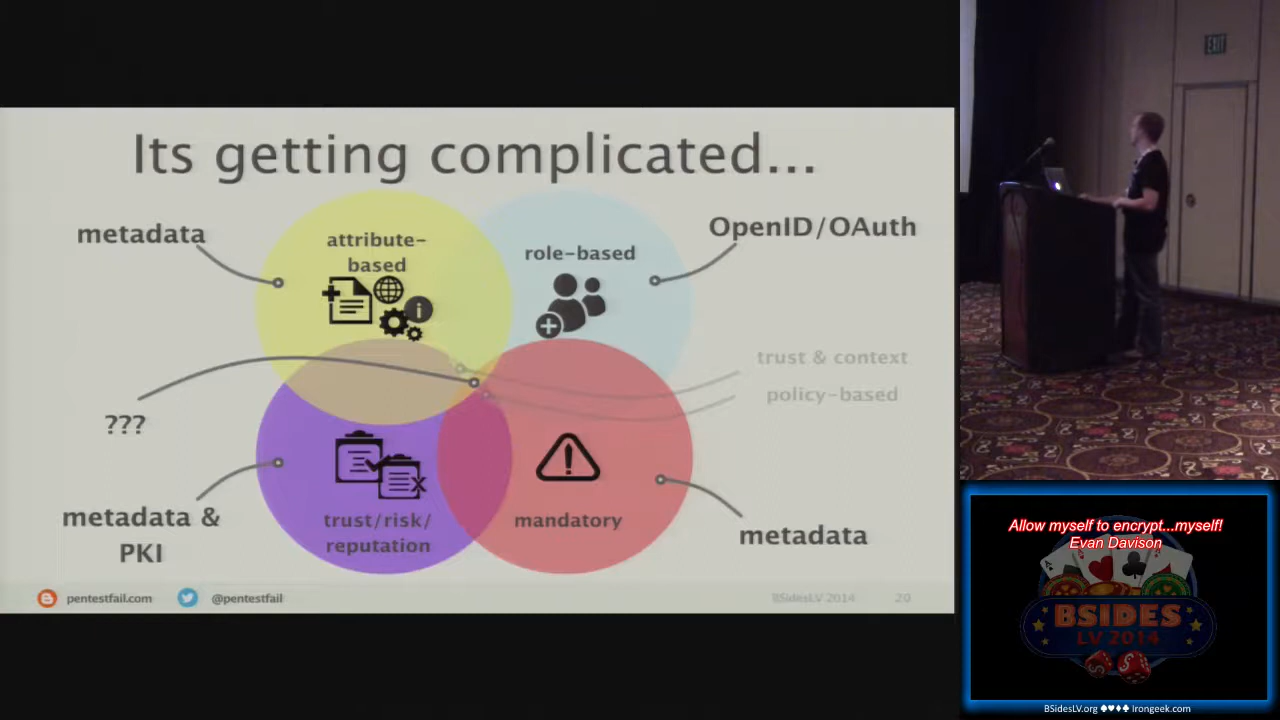 Its getting complicated...
metadata
attribute-
based
role-based
OpenID/OAuth
trust & context
policy-based
???
metadata &
PKI
trust/risk/
reputation
mandatory
metadata
pentestfail.com
@pentestfail
BSidesLV 2014
20
EXIT
Allow myself to encrypt...myself!
Evan Davison
BSIDES
LV 2014
BSidesLV.org ♠♥♦♣ Irongeek.com